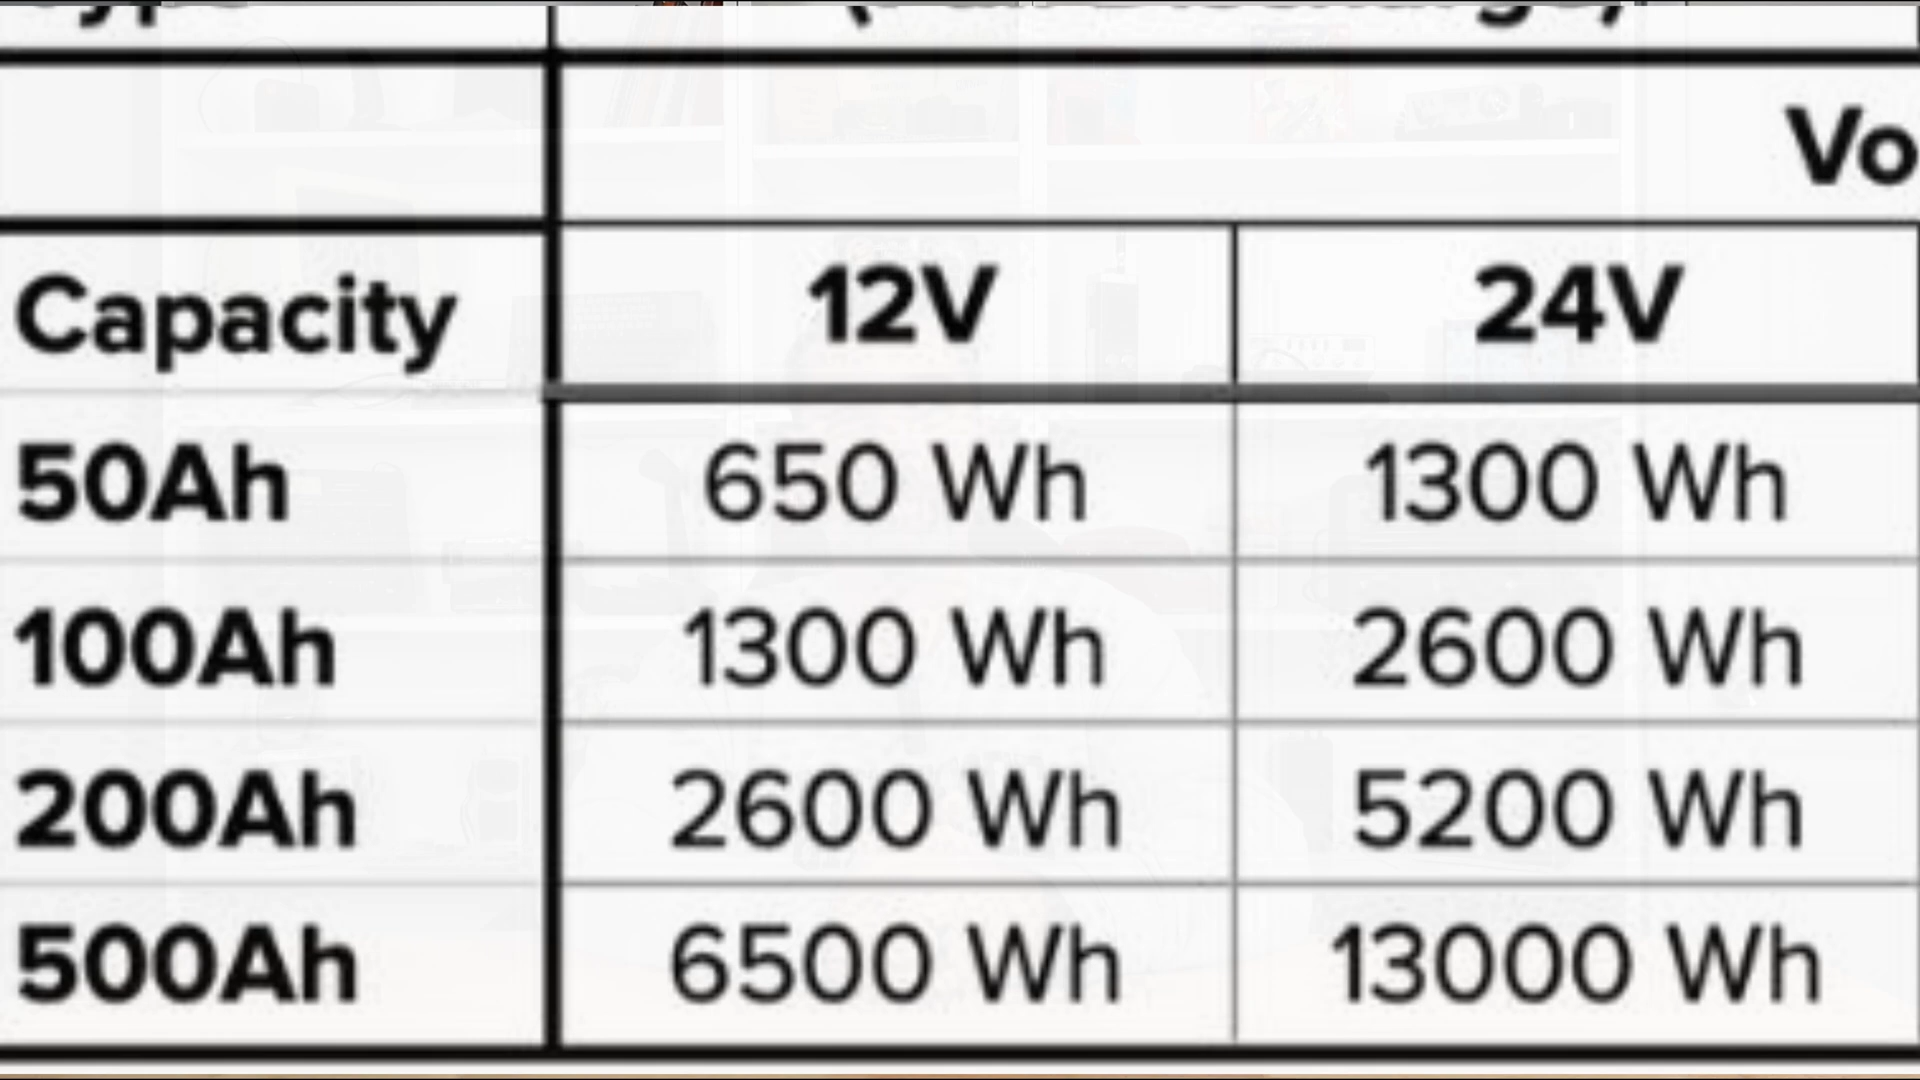 Vo
Capacity 12V 24V
50Ah 650 Wh 1300 Wh
100Ah 1300 Wh 2600 Wh
200Ah 2600 Wh 5200 Wh
500Ah 6500 Wh 13000 Wh